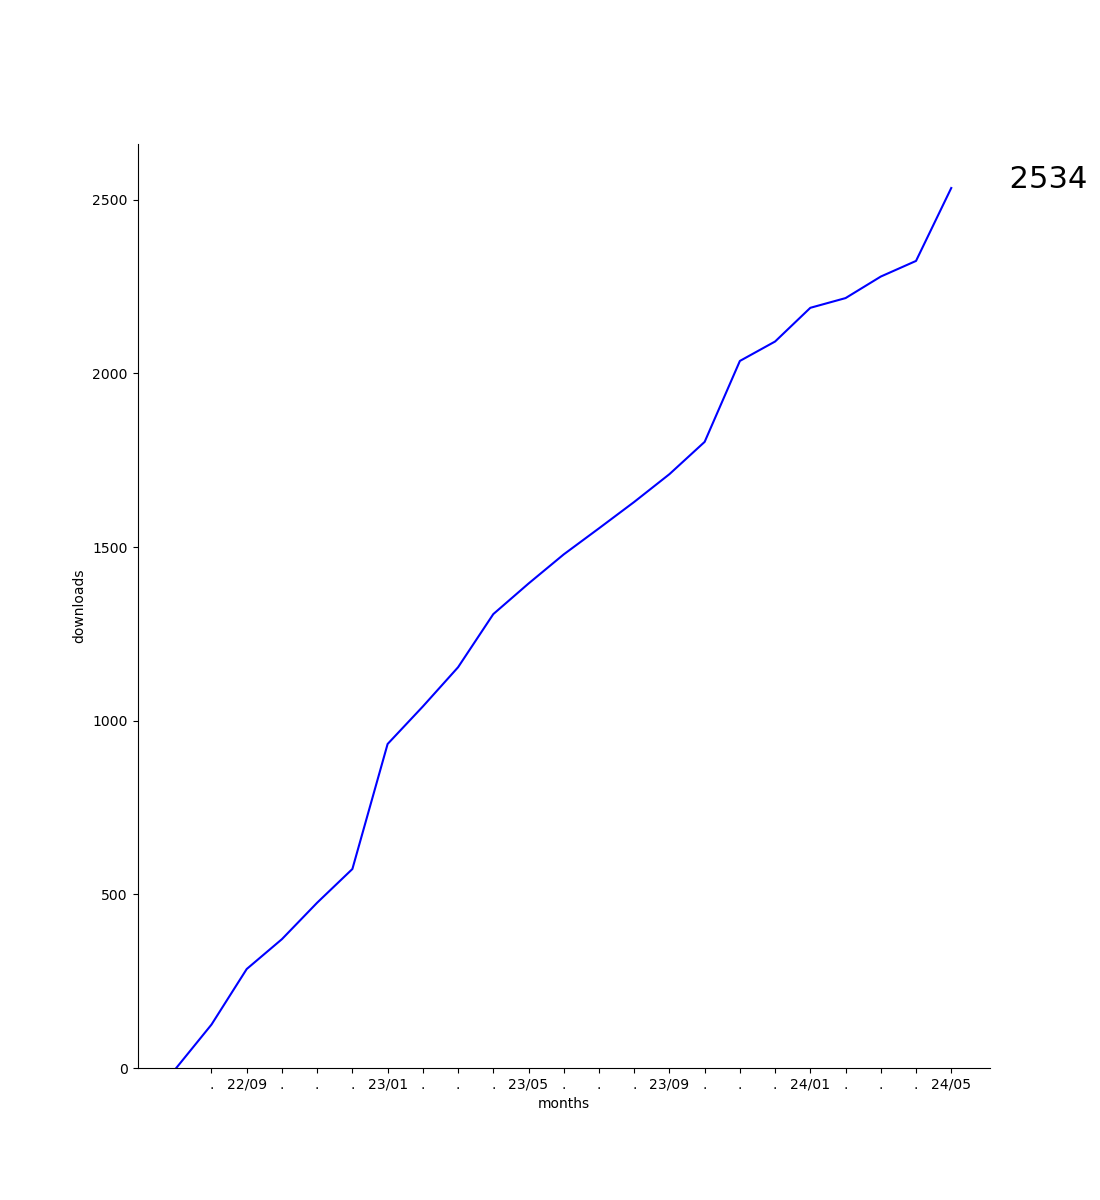 2534
2500
2000
1500
1000
500
0
downloads
. 22/09 . . . 23/01 . . . 23/05 . . . 23/09 . . . 24/01 . . . 24/05
months